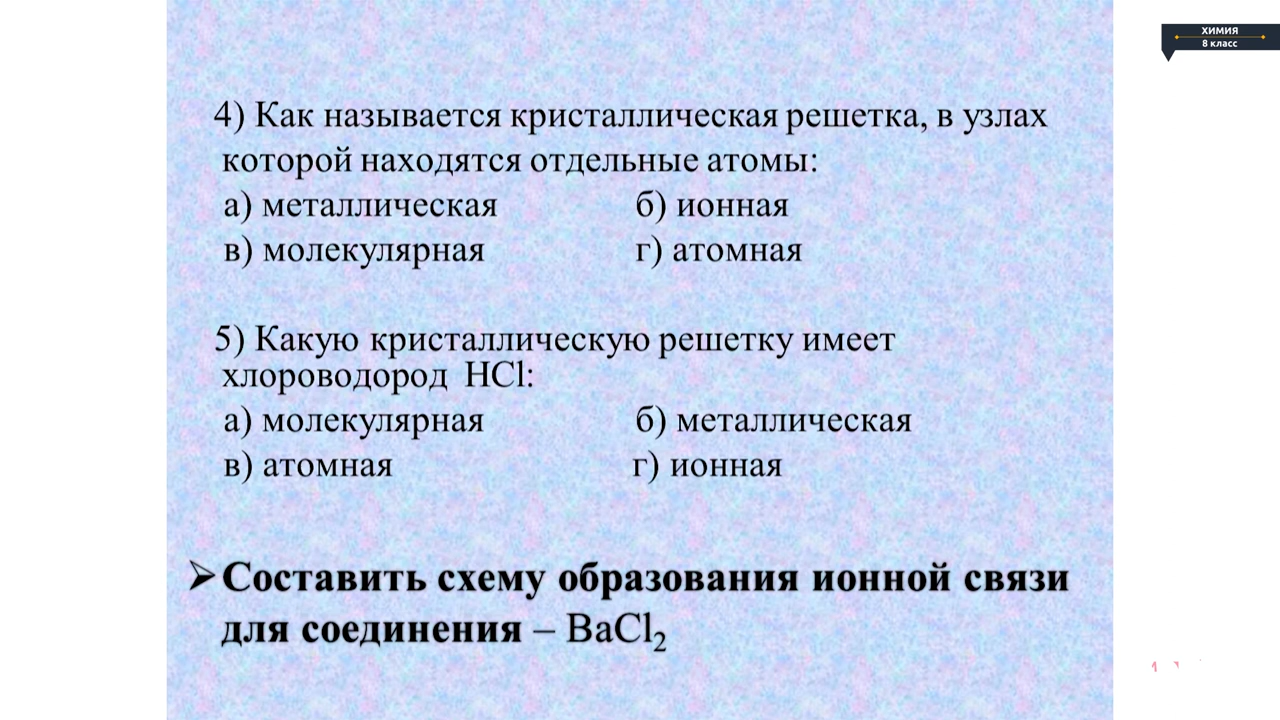 ХИМИЯ
8 класс
4) Как называется кристаллическая решетка, в узлах
которой находятся отдельные атомы:
а) металлическая б) ионная
в) молекулярная г) атомная
5) Какую кристаллическую решетку имеет
хлороводород HCl:
а) молекулярная б) металлическая
в) атомная г) ионная
➢Составить схему образования ионной связи
для соединения – BaCl₂